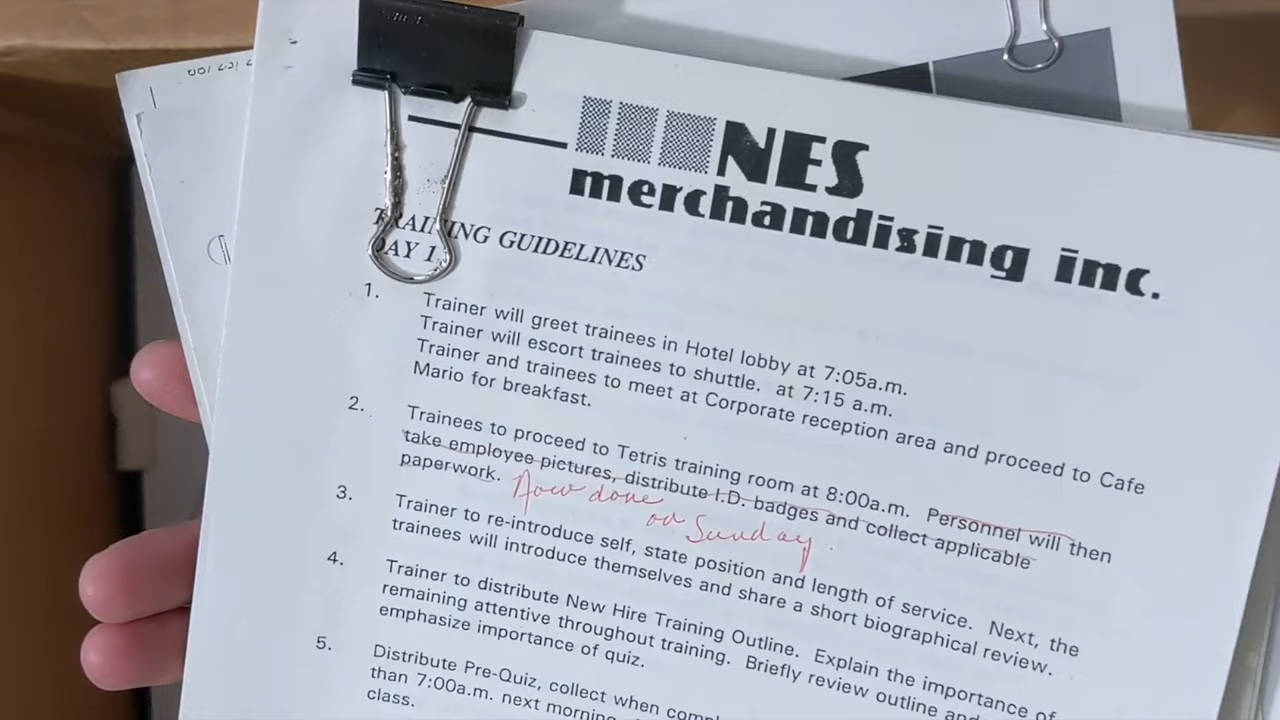 NES
merchandising inc.
TRAINING GUIDELINES
DAY 1
1. Trainer will greet trainees in Hotel lobby at 7:05a.m.
Trainer will escort trainees to shuttle. at 7:15 a.m.
Trainer and trainees to meet at Corporate reception area and proceed to Cafe
Mario for breakfast.
2. Trainees to proceed to Tetris training room at 8:00a.m. Personnel will then
take employee pictures, distribute I.D. badges and collect applicable
paperwork. Now done
on Sunday.
3. Trainer to re-introduce self, state position and length of service. Next, the
trainees will introduce themselves and share a short biographical review.
4. Trainer to distribute New Hire Training Outline. Explain the importance of
remaining attentive throughout training. Briefly review outline and
emphasize importance of quiz.
5. Distribute Pre-Quiz, collect when
than 7:00a.m. next morning.
class.